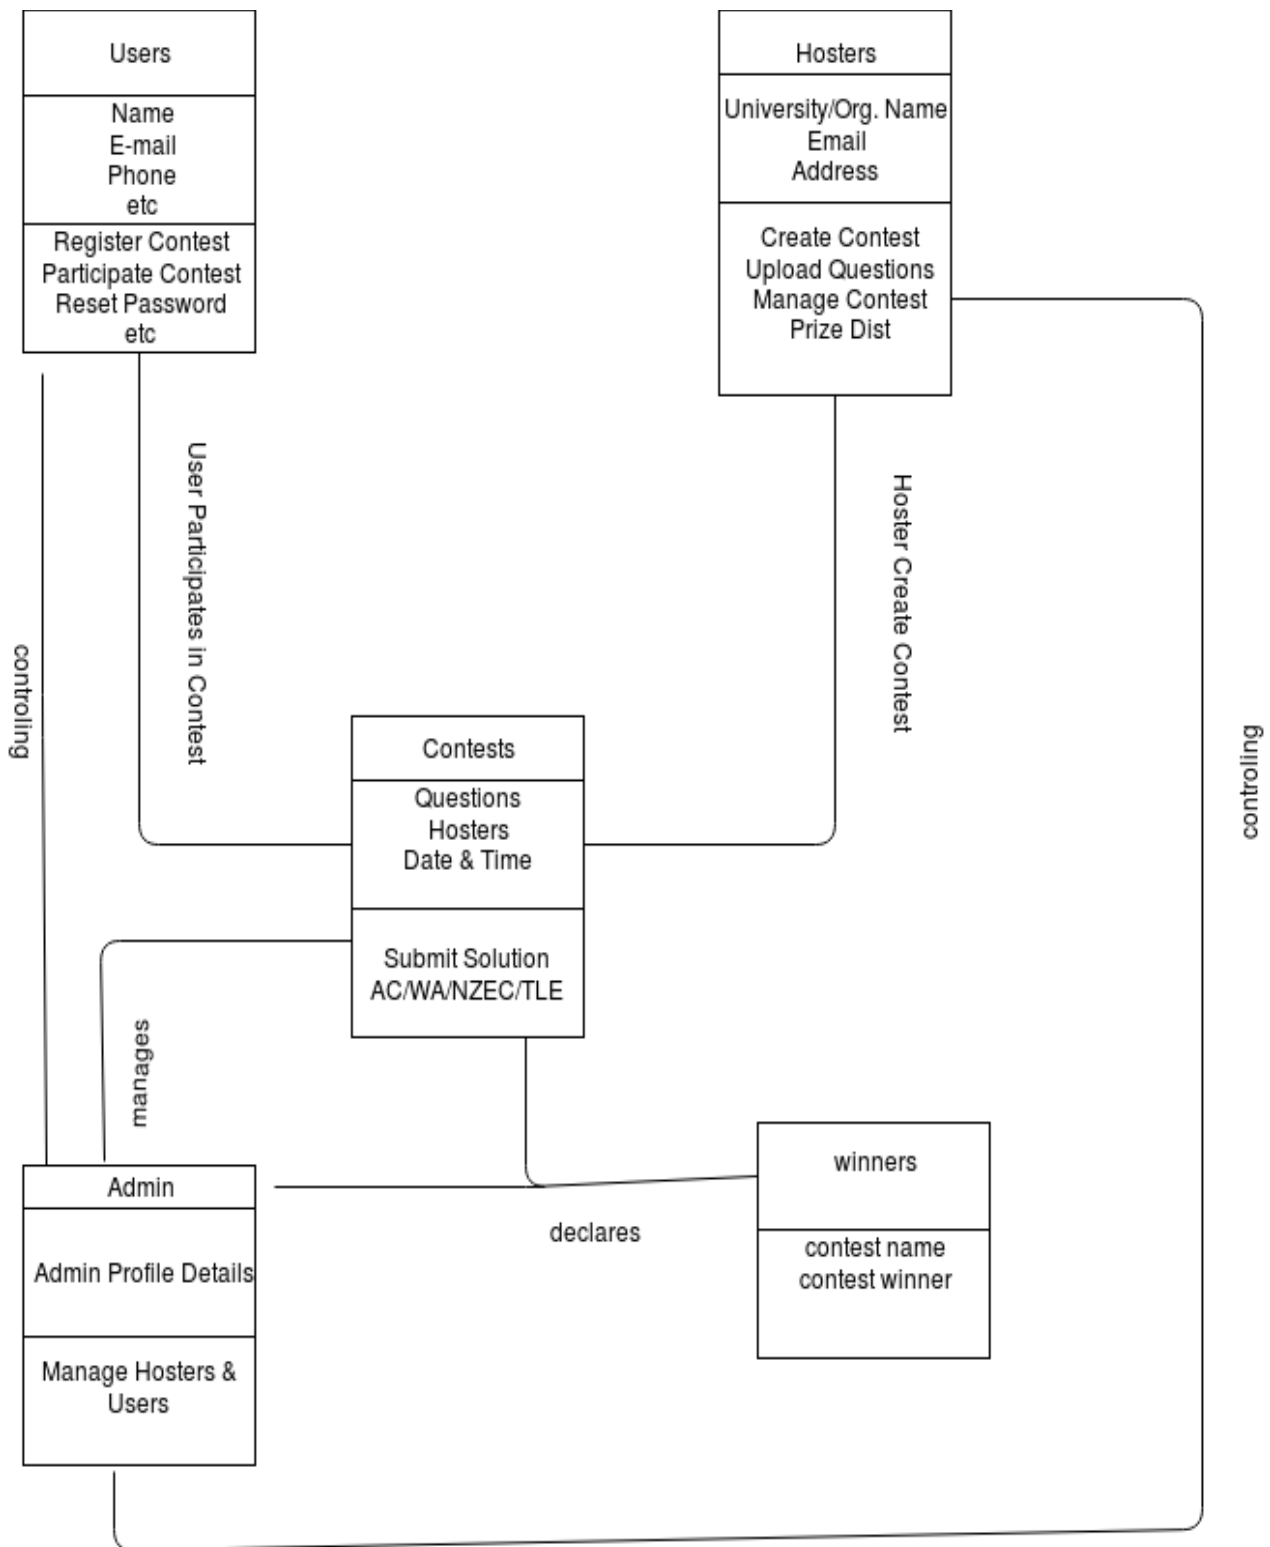 Users
Name
E-mail
Phone
etc
Register Contest
Participate Contest
Reset Password
etc
Hosters
University/Org. Name
Email
Address
Create Contest
Upload Questions
Manage Contest
Prize Dist
User Participates in Contest
Hoster Create Contest
controling
controling
Contests
Questions
Hosters
Date & Time
Submit Solution
AC/WA/NZEC/TLE
manages
Admin
Admin Profile Details
Manage Hosters &
Users
declares
winners
contest name
contest winner